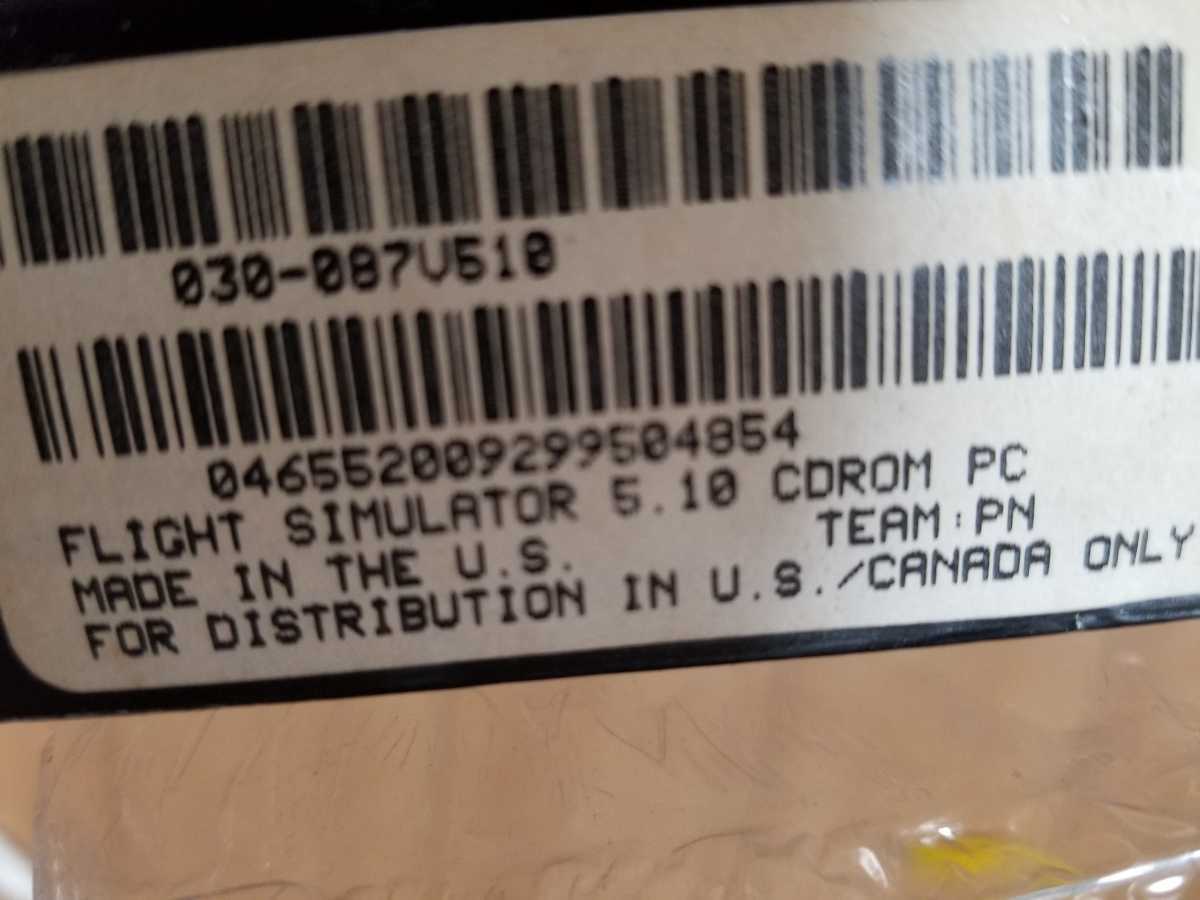 030-087V510
046552009299504854
FLIGHT SIMULATOR 5.10 CDROM PC
MADE IN THE U.S. TEAM:PN
FOR DISTRIBUTION IN U.S./CANADA ONLY